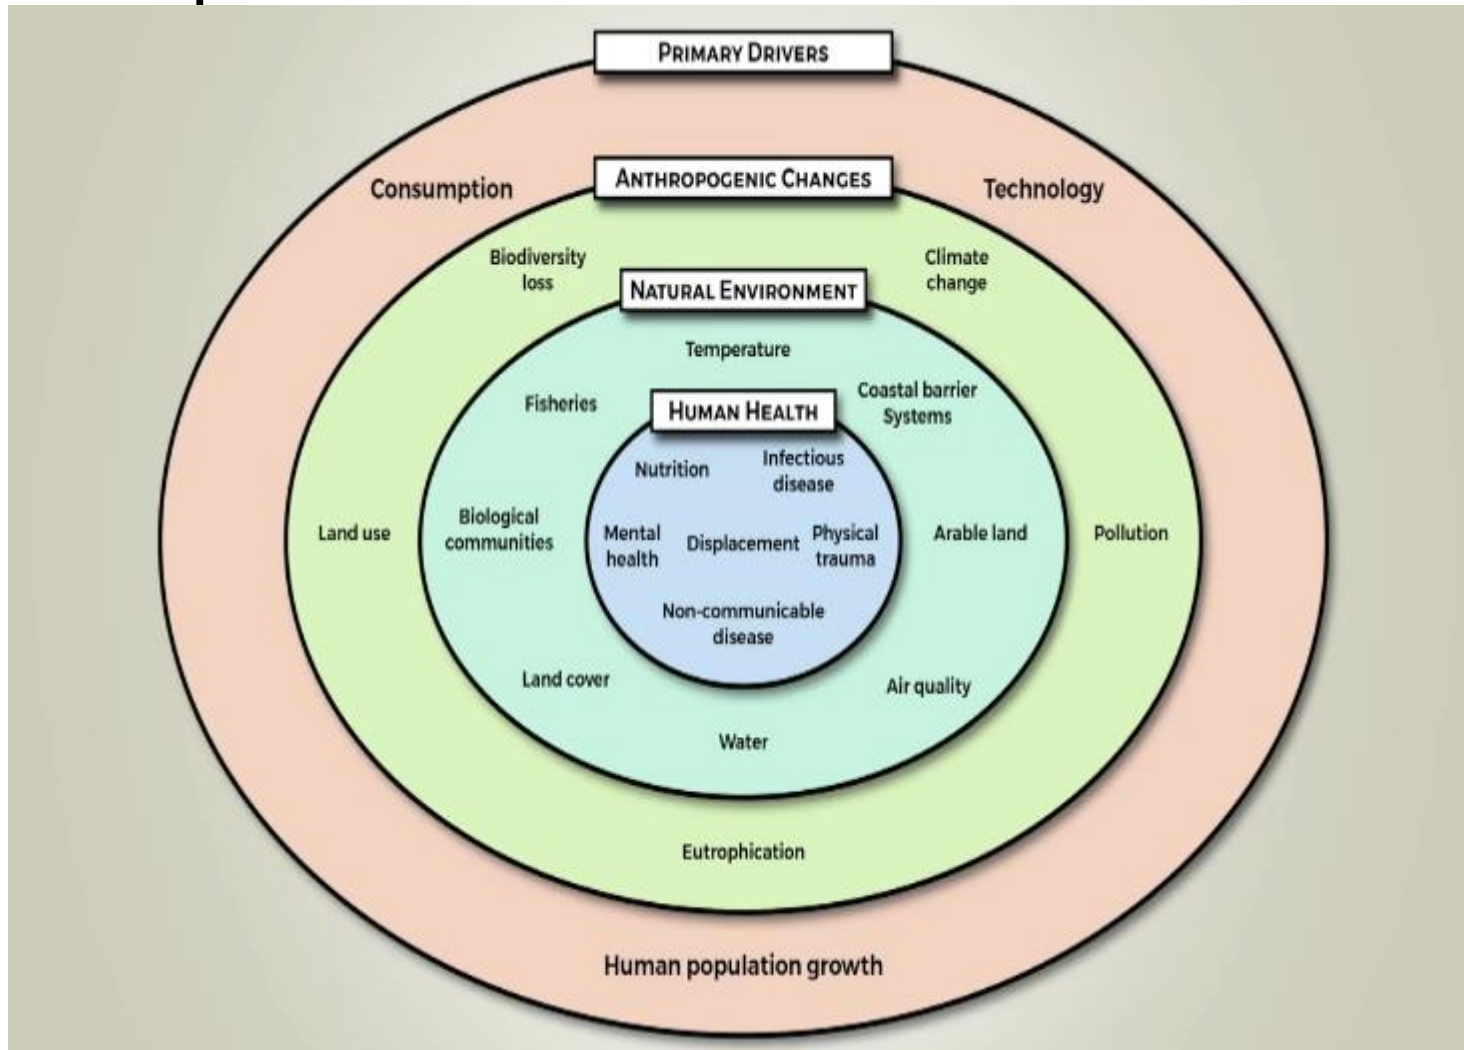 PRIMARY DRIVERS
Consumption
ANTHROPOGENIC CHANGES
Technology
Biodiversity
loss
Climate
change
NATURAL ENVIRONMENT
Temperature
Fisheries
Coastal barrier
Systems
HUMAN HEALTH
Nutrition
Infectious
disease
Land use
Biological
communities
Mental
health
Displacement
Physical
trauma
Arable land
Pollution
Non-communicable
disease
Land cover
Air quality
Water
Eutrophication
Human population growth